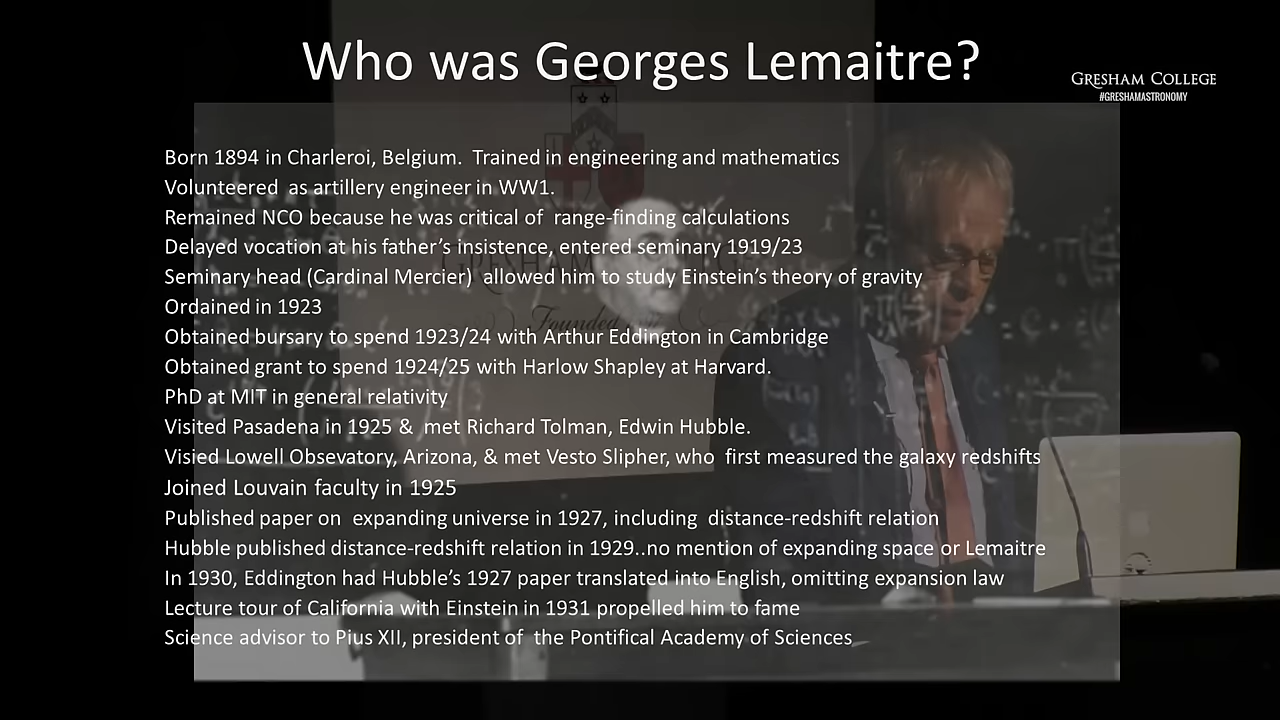 Who was Georges Lemaitre?
GRESHAM COLLEGE
#GRESHAMASTRONOMY
Born 1894 in Charleroi, Belgium.  Trained in engineering and mathematics
Volunteered  as artillery engineer in WW1.
Remained NCO because he was critical of  range-finding calculations
Delayed vocation at his father’s insistence, entered seminary 1919/23
Seminary head (Cardinal Mercier)  allowed him to study Einstein’s theory of gravity
Ordained in 1923
Obtained bursary to spend 1923/24 with Arthur Eddington in Cambridge
Obtained grant to spend 1924/25 with Harlow Shapley at Harvard.
PhD at MIT in general relativity
Visited Pasadena in 1925 &  met Richard Tolman, Edwin Hubble.
Visied Lowell Obsevatory, Arizona, & met Vesto Slipher, who  first measured the galaxy redshifts
Joined Louvain faculty in 1925
Published paper on  expanding universe in 1927, including  distance-redshift relation
Hubble published distance-redshift relation in 1929..no mention of expanding space or Lemaitre
In 1930, Eddington had Hubble’s 1927 paper translated into English, omitting expansion law
Lecture tour of California with Einstein in 1931 propelled him to fame
Science advisor to Pius XII, president of  the Pontifical Academy of Sciences